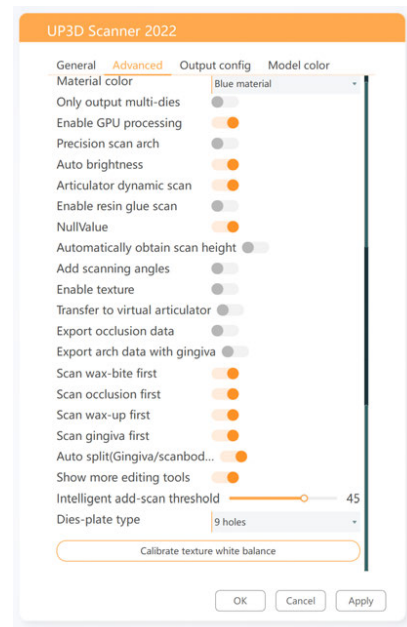 UP3D Scanner 2022
General Advanced Output config Model color
Material color Blue material
Only output multi-dies
Enable GPU processing
Precision scan arch
Auto brightness
Articulator dynamic scan
Enable resin glue scan
NullValue
Automatically obtain scan height
Add scanning angles
Enable texture
Transfer to virtual articulator
Export occlusion data
Export arch data with gingiva
Scan wax-bite first
Scan occlusion first
Scan wax-up first
Scan gingiva first
Auto split(Gingiva/scanbod...
Show more editing tools
Intelligent add-scan threshold 45
Dies-plate type 9 holes
Calibrate texture white balance
OK Cancel Apply